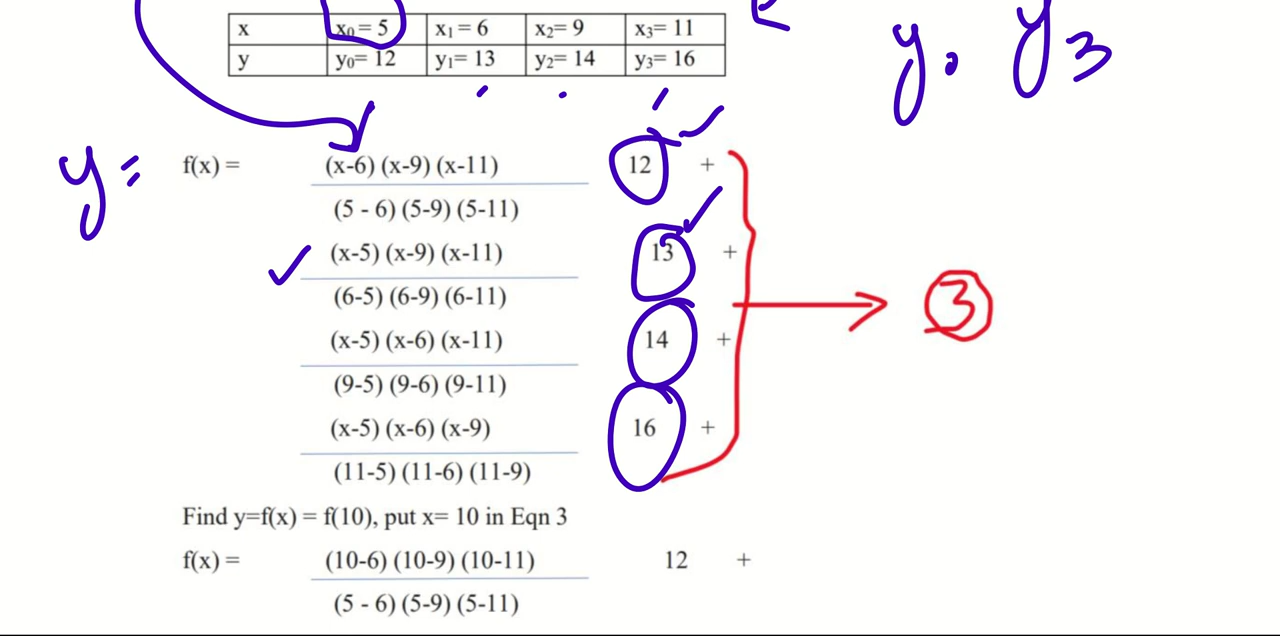 x x₀= 5 x₁ = 6 x₂= 9 x₃= 11
y y₀= 12 y₁= 13 y₂= 14 y₃= 16
y₀ y₃
y = f(x) = (x-6) (x-9) (x-11) 12 +
(5 - 6) (5-9) (5-11)
(x-5) (x-9) (x-11) 13 +
(6-5) (6-9) (6-11)
3
(x-5) (x-6) (x-11) 14 +
(9-5) (9-6) (9-11)
(x-5) (x-6) (x-9) 16 +
(11-5) (11-6) (11-9)
Find y=f(x) = f(10), put x= 10 in Eqn 3
f(x) = (10-6) (10-9) (10-11) 12 +
(5 - 6) (5-9) (5-11)